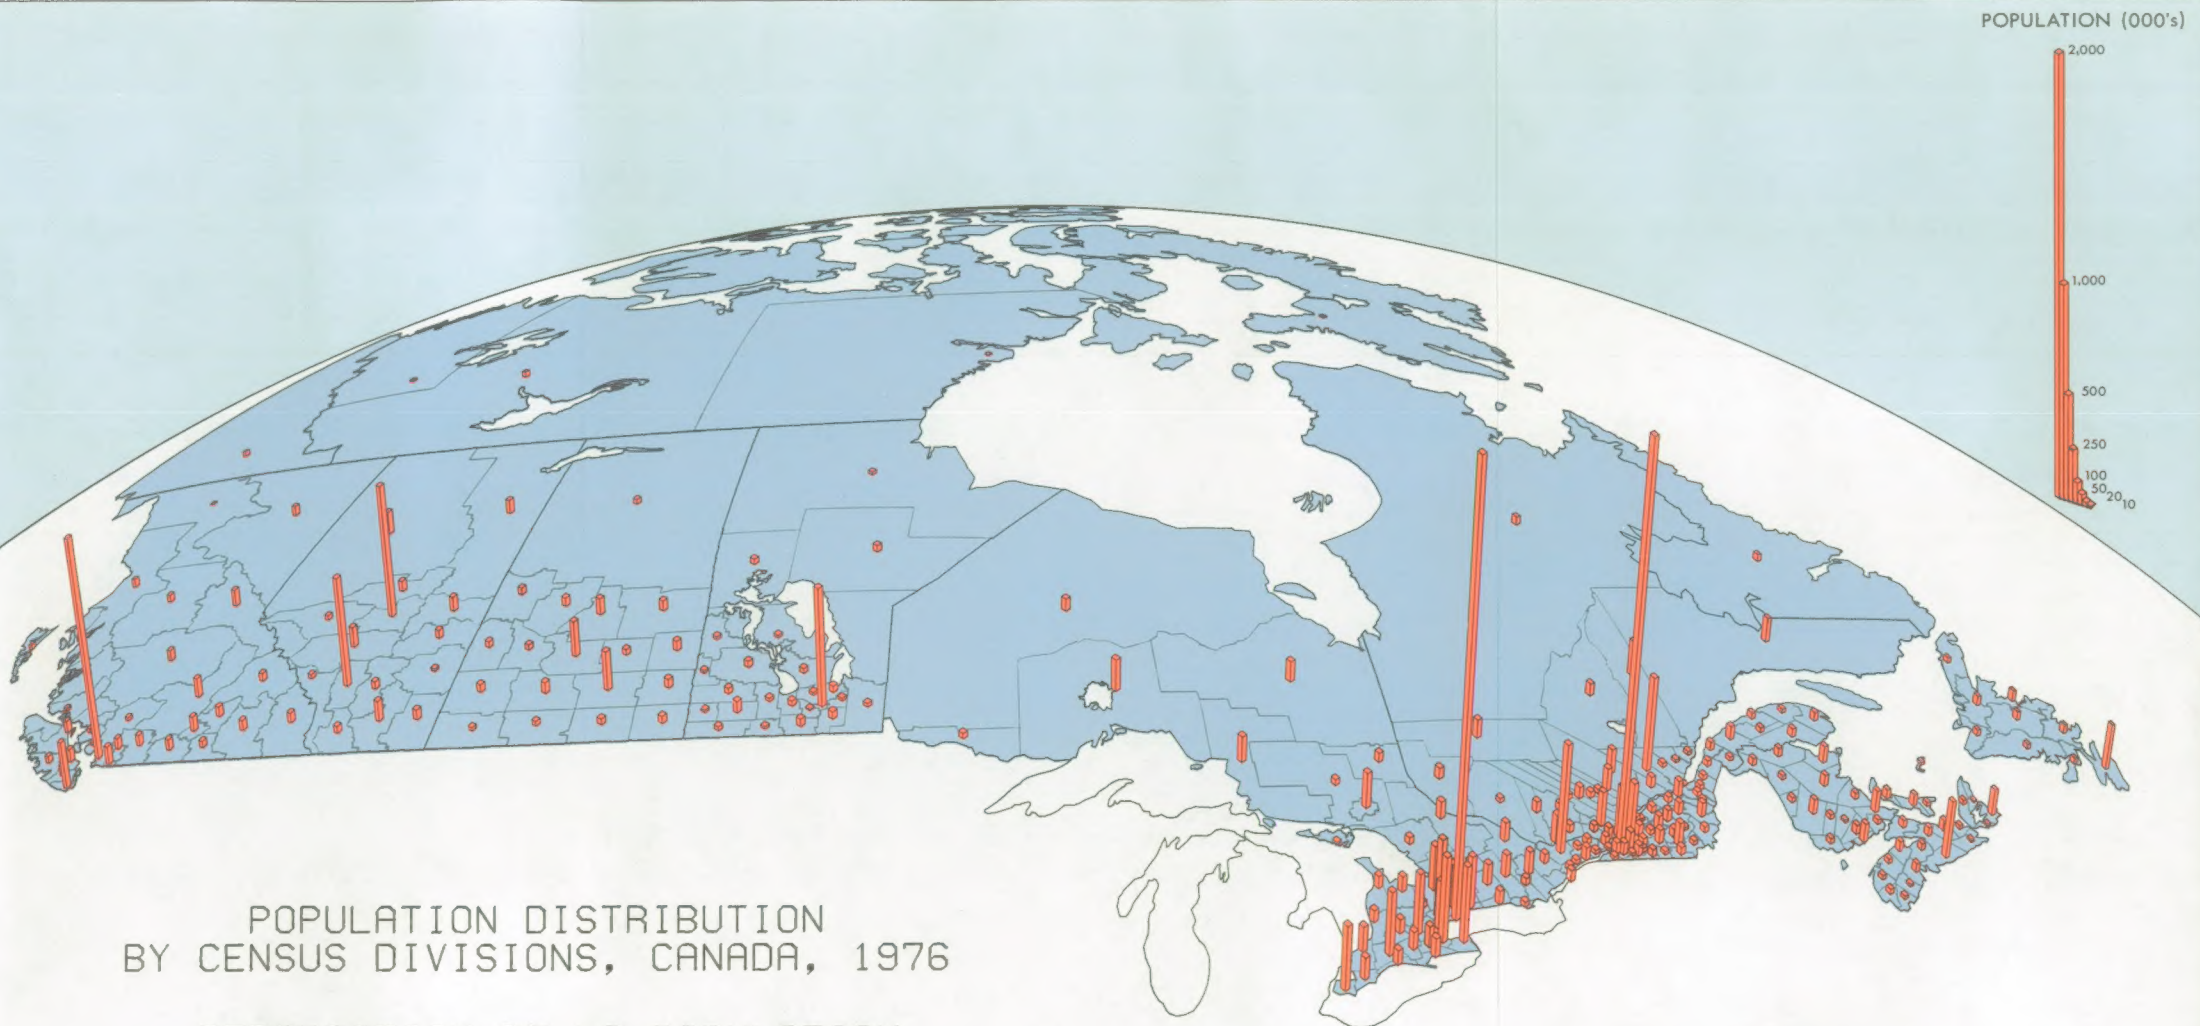 POPULATION (000's)
2,000
1,000
500
250
100
50
20
10
POPULATION DISTRIBUTION
BY CENSUS DIVISIONS, CANADA, 1976